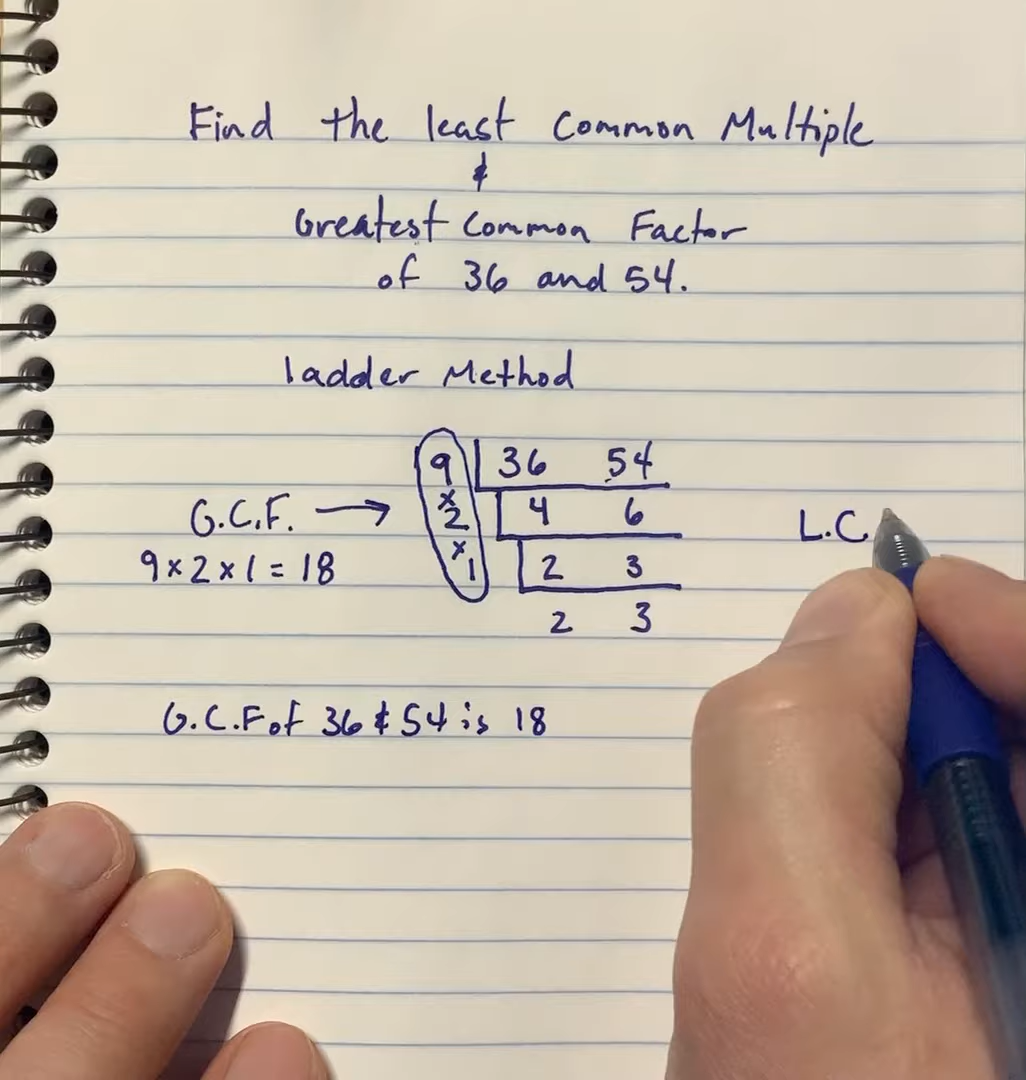 Find the least Common Multiple
&
Greatest Common Factor
of 36 and 54.
ladder Method
9 36 54
G.C.F. → × 2 4 6 L.C.
9 × 2 × 1 = 18 × 1 2 3
2 3
G.C.F of 36 & 54 is 18